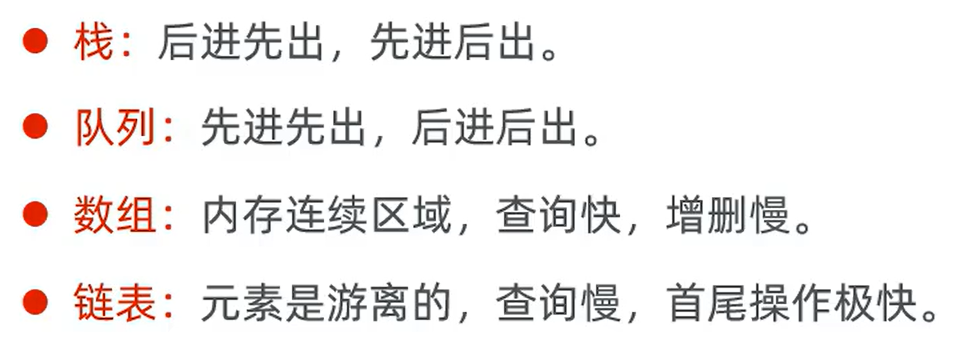 ● 栈：后进先出，先进后出。
● 队列：先进先出，后进后出。
● 数组：内存连续区域，查询快，增删慢。
● 链表：元素是游离的，查询慢，首尾操作极快。